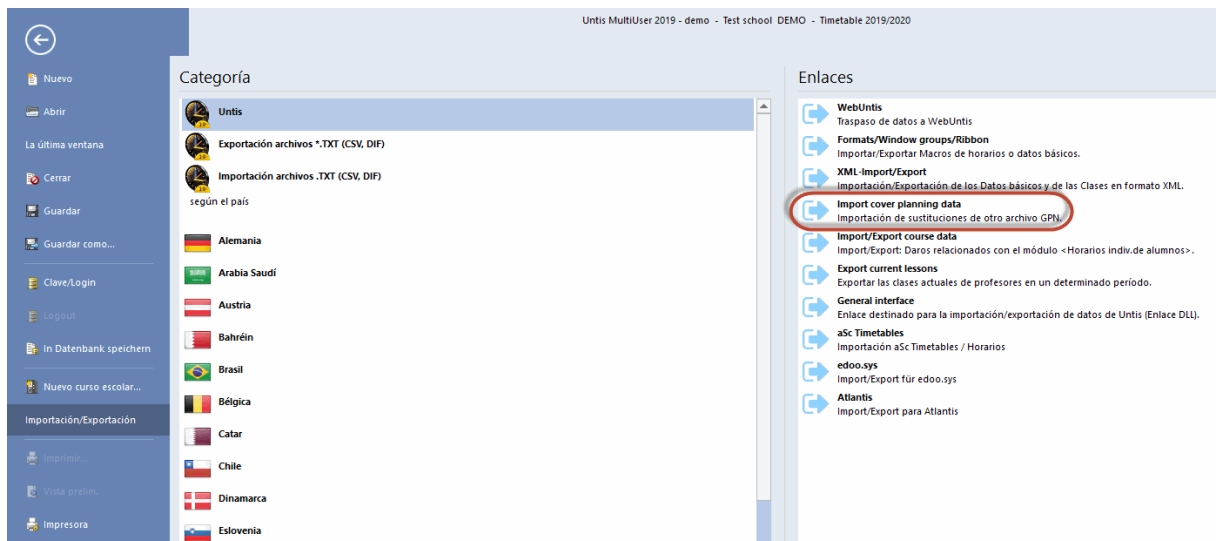 Untis MultiUser 2019 - demo - Test school DEMO - Timetable 2019/2020
Nuevo
Abrir
La última ventana
Cerrar
Guardar
Guardar como...
Clave/Login
Logout
In Datenbank speichern
Nuevo curso escolar...
Importación/Exportación
Imprimir...
Vista prelim.
Impresora
Categoría
Untis
Exportación archivos *.TXT (CSV, DIF)
Importación archivos .TXT (CSV, DIF)
según el país
Alemania
Arabia Saudí
Austria
Bahréin
Brasil
Bélgica
Catar
Chile
Dinamarca
Eslovenia
Enlaces
WebUntis
Traspaso de datos a WebUntis
Formats/Window groups/Ribbon
Importar/Exportar Macros de horarios o datos básicos.
XML-Import/Export
Importación/Exportación de los Datos básicos y de las Clases en formato XML.
Import cover planning data
Importación de sustituciones de otro archivo GPN.
Import/Export course data
Import/Export: Daros relacionados con el módulo <Horarios indiv.de alumnos>.
Export current lessons
Exportar las clases actuales de profesores en un determinado período.
General interface
Enlace destinado para la importación/exportación de datos de Untis (Enlace DLL).
aSc Timetables
Importación aSc Timetables / Horarios
edoo.sys
Import/Export für edoo.sys
Atlantis
Import/Export para Atlantis